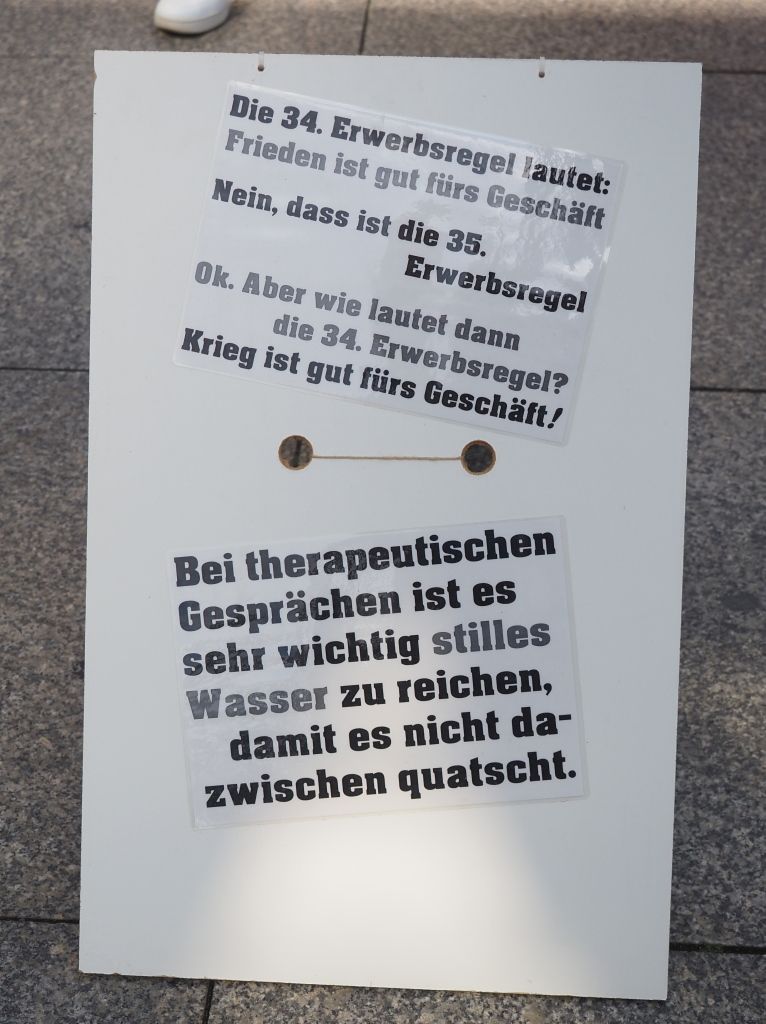 Die 34. Erwerbsregel lautet:
Frieden ist gut fürs Geschäft
Nein, dass ist die 35.
Erwerbsregel
Ok. Aber wie lautet dann
die 34. Erwerbsregel?
Krieg ist gut fürs Geschäft!
Bei therapeutischen
Gesprächen ist es
sehr wichtig stilles
Wasser zu reichen,
damit es nicht da-
zwischen quatscht.